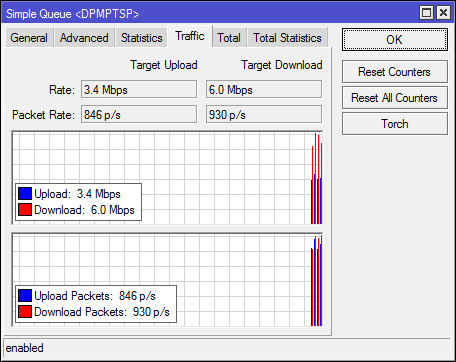 Simple Queue <DPMPTSP>
General Advanced Statistics Traffic Total Total Statistics
OK
Target Upload Target Download
Rate: 3.4 Mbps 6.0 Mbps
Reset Counters
Packet Rate: 846 p/s 930 p/s
Reset All Counters
Torch
Upload: 3.4 Mbps
Download: 6.0 Mbps
Upload Packets: 846 p/s
Download Packets: 930 p/s
enabled